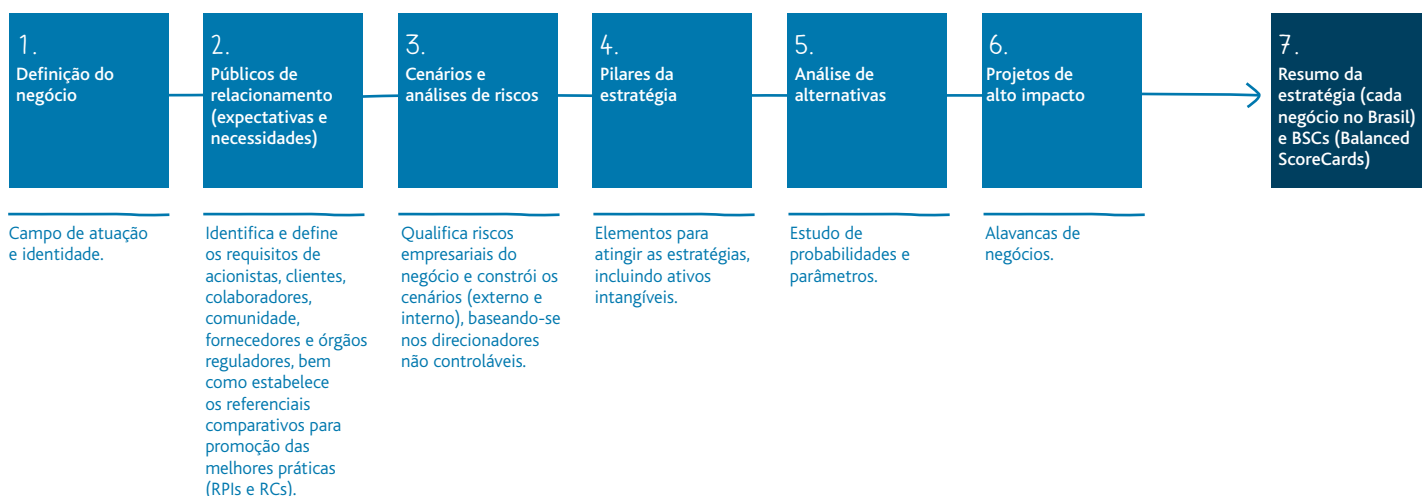 1.
Definição do
negócio
2.
Públicos de
relacionamento
(expectativas e
necessidades)
3.
Cenários e
análises de riscos
4.
Pilares da
estratégia
5.
Análise de
alternativas
6.
Projetos de
alto impacto
7.
Resumo da
estratégia (cada
negócio no Brasil)
e BSCs (Balanced
ScoreCards)
Campo de atuação
e identidade.
Identifica e define
os requisitos de
acionistas, clientes,
colaboradores,
comunidade,
fornecedores e órgãos
reguladores, bem
como estabelece
os referenciais
comparativos para
promoção das
melhores práticas
(RPIs e RCs).
Qualifica riscos
empresariais do
negócio e constrói os
cenários (externo e
interno), baseando-se
nos direcionadores
não controláveis.
Elementos para
atingir as estratégias,
incluindo ativos
intangíveis.
Estudo de
probabilidades e
parâmetros.
Alavancas de
negócios.